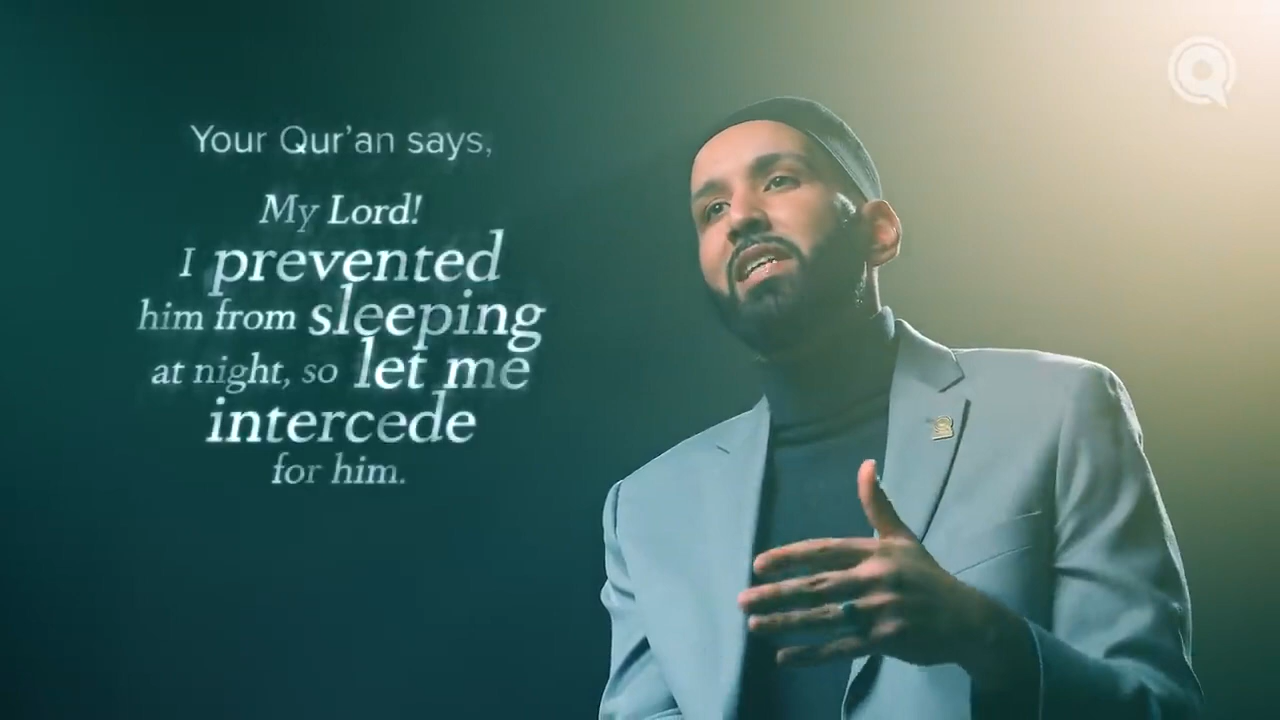 Your Qur’an says,
My Lord!
I prevented
him from sleeping
at night, so let me
intercede
for him.